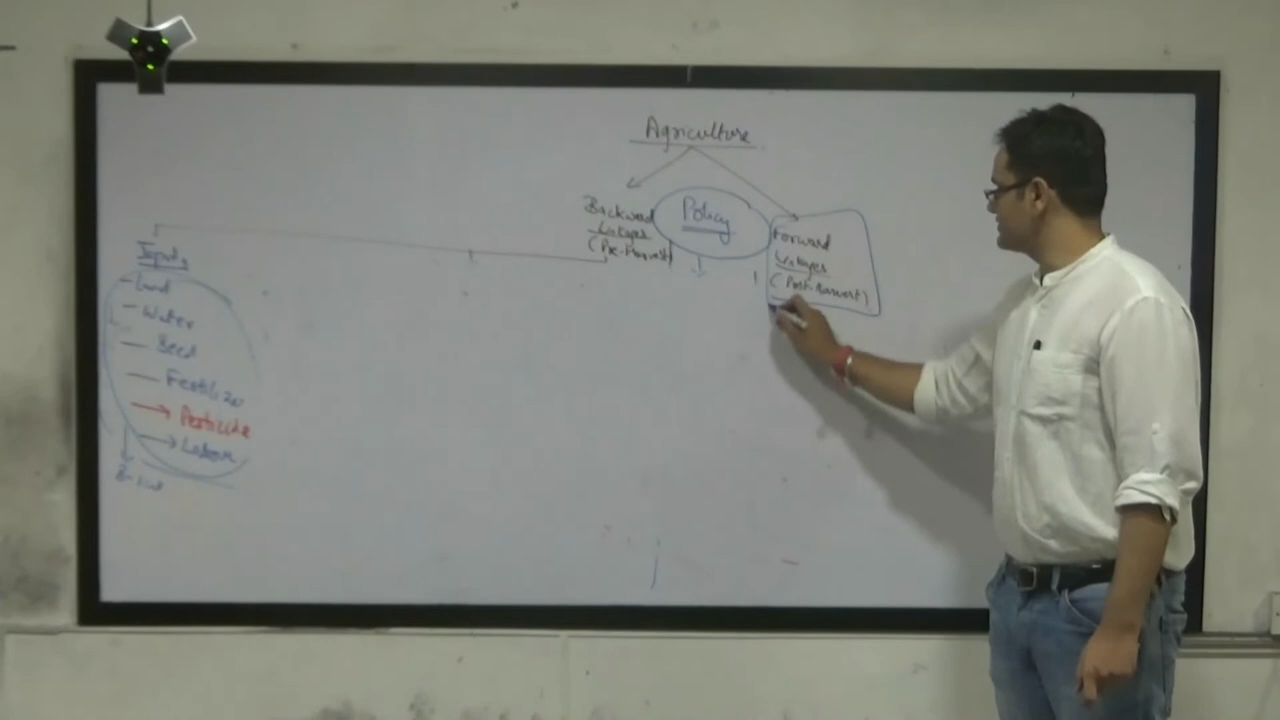 Agriculture
Backward
Linkages
(Pre-Harvest)
Policy
Forward
Linkages
(Post-Harvest)
Inputs
- Land
- Water
- Seed
- Fertilizer
→ Pesticide
→ Labour